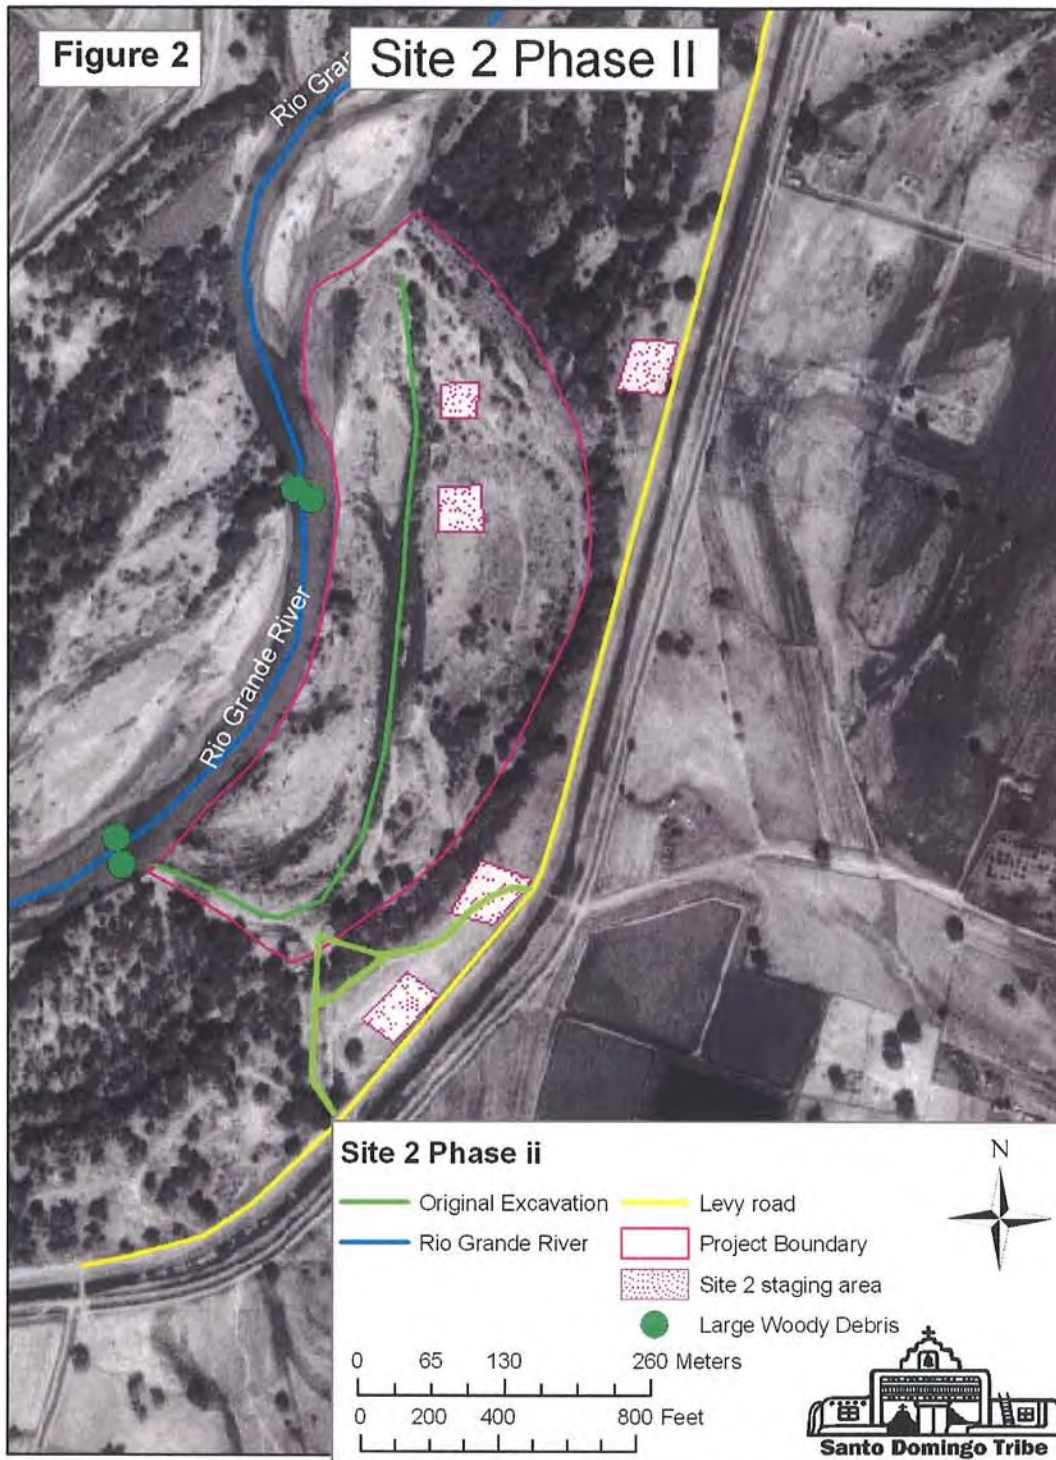 Figure 2
Site 2 Phase II
Rio Gran
Rio Grande River
Site 2 Phase ii
Original Excavation
Levy road
Rio Grande River
Project Boundary
Site 2 staging area
Large Woody Debris
N
0 65 130 260 Meters
0 200 400 800 Feet
Santo Domingo Tribe